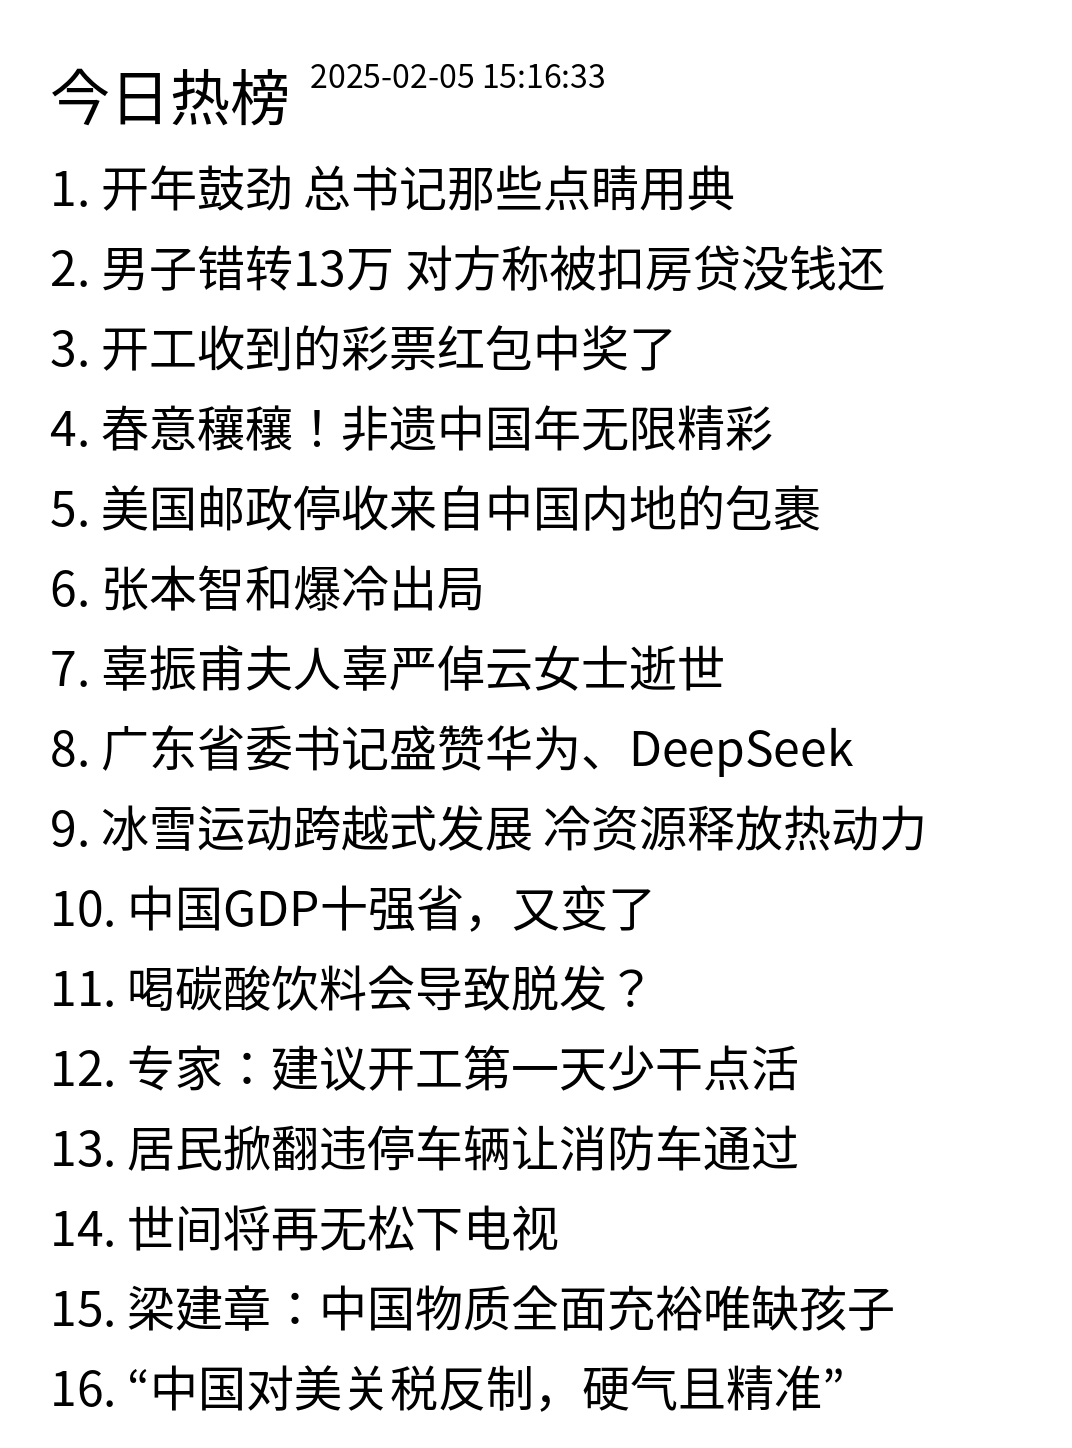 今日热榜 2025-02-05 15:16:33
1. 开年鼓劲 总书记那些点睛用典
2. 男子错转13万 对方称被扣房贷没钱还
3. 开工收到的彩票红包中奖了
4. 春意穰穰！非遗中国年无限精彩
5. 美国邮政停收来自中国内地的包裹
6. 张本智和爆冷出局
7. 辜振甫夫人辜严倬云女士逝世
8. 广东省委书记盛赞华为、DeepSeek
9. 冰雪运动跨越式发展 冷资源释放热动力
10. 中国GDP十强省，又变了
11. 喝碳酸饮料会导致脱发？
12. 专家：建议开工第一天少干点活
13. 居民掀翻违停车辆让消防车通过
14. 世间将再无松下电视
15. 梁建章：中国物质全面充裕唯缺孩子
16. “中国对美关税反制，硬气且精准”